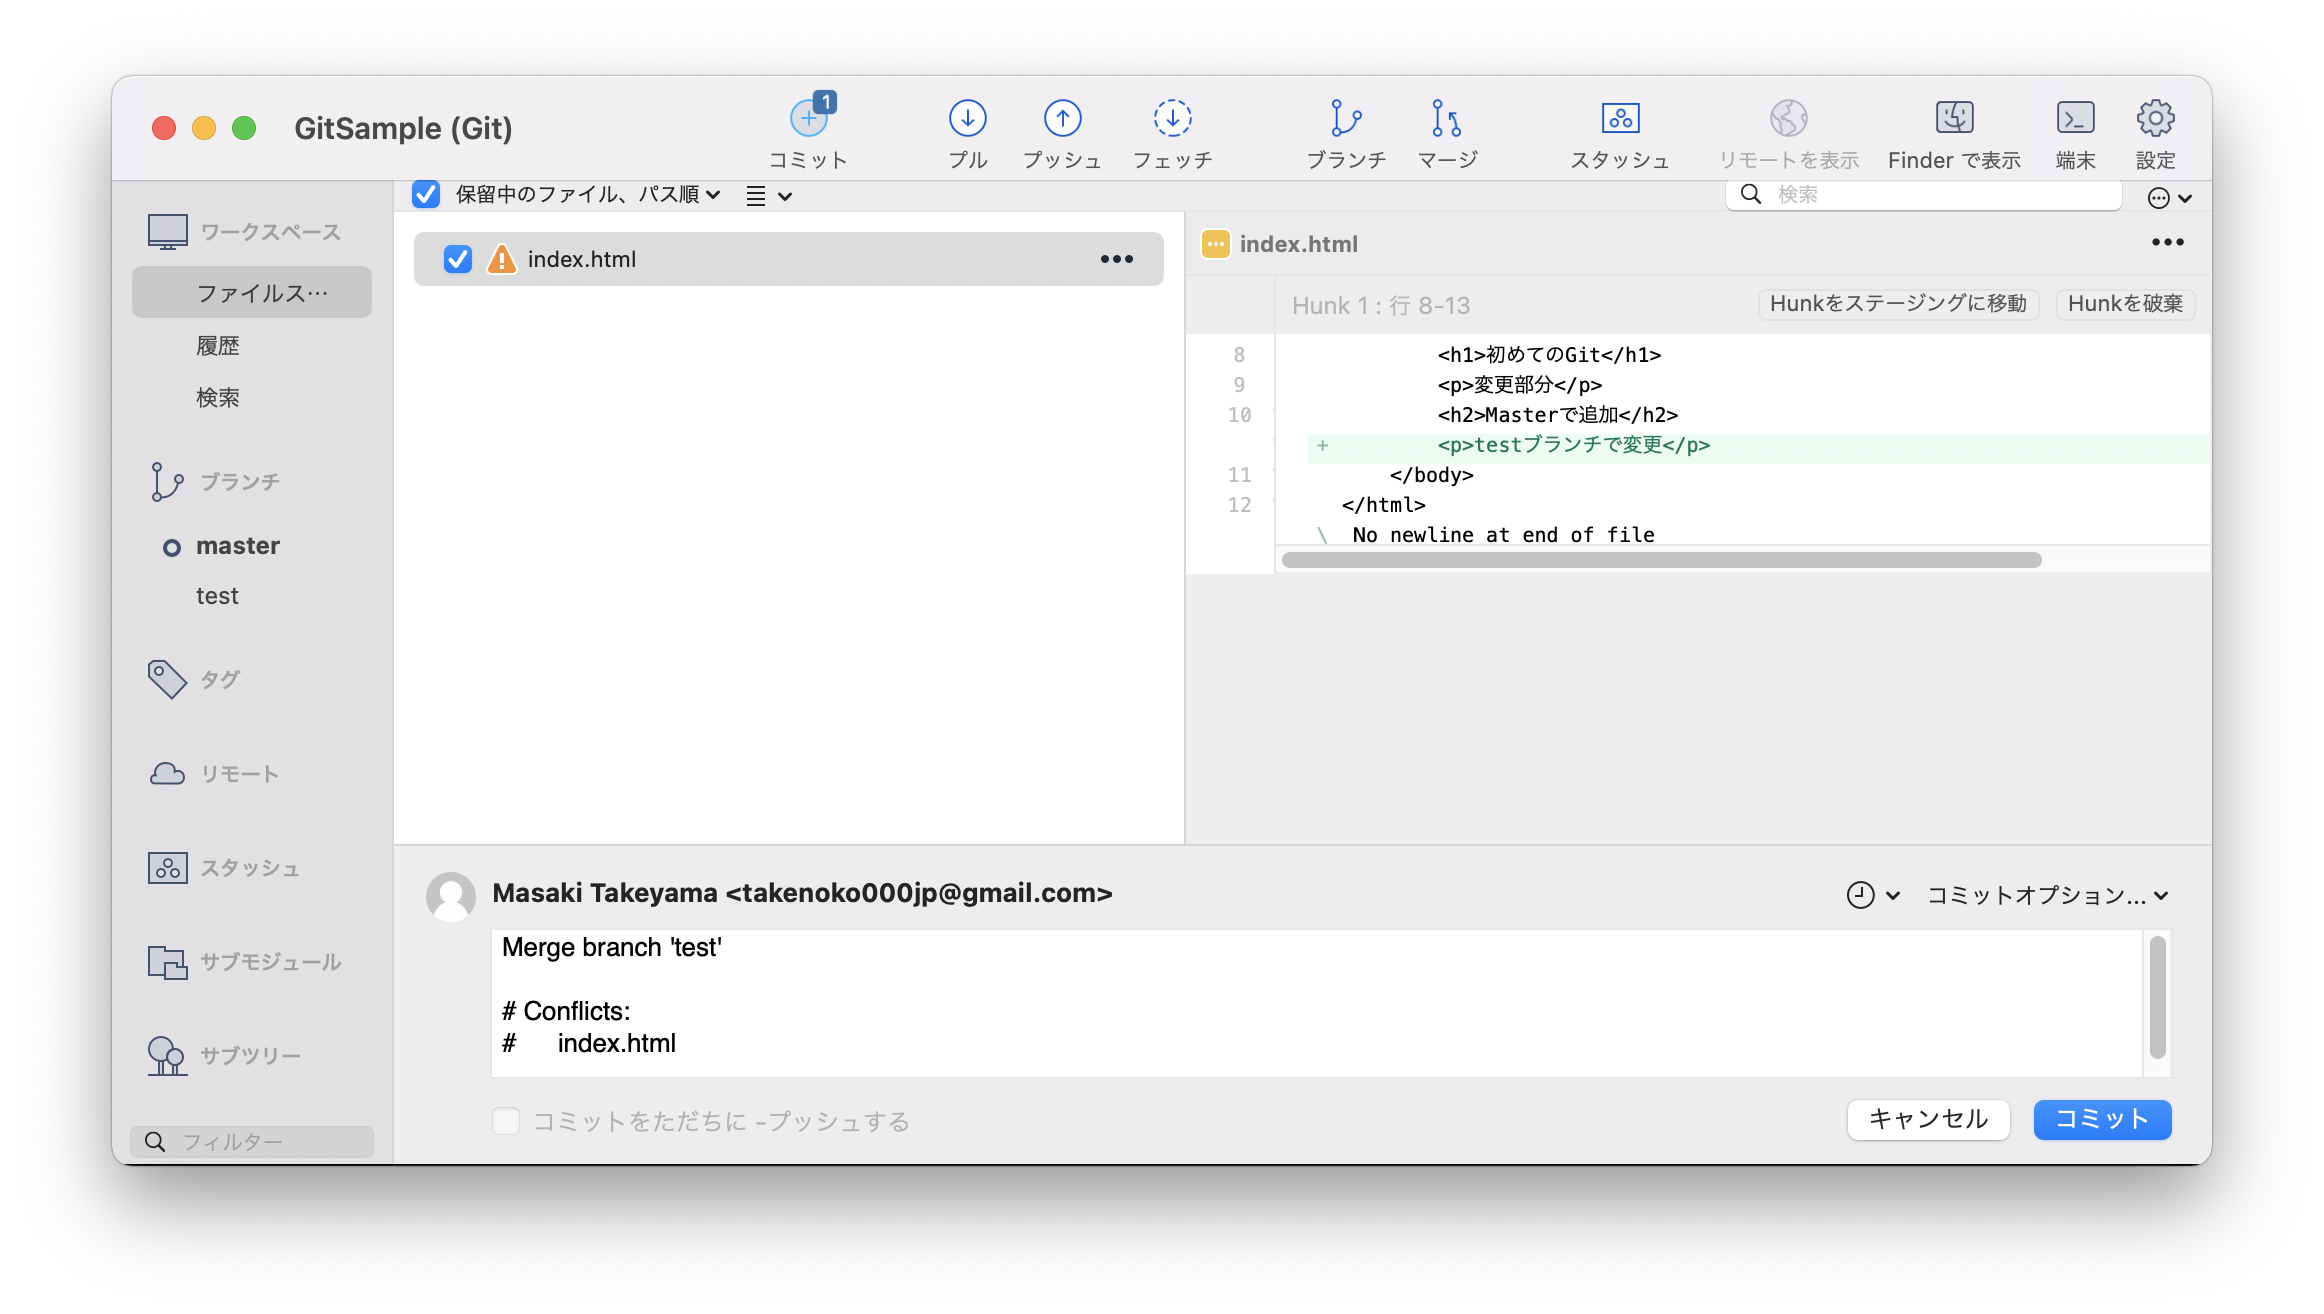 GitSample (Git)
1
コミット
プル
プッシュ
フェッチ
ブランチ
マージ
スタッシュ
リモートを表示
Finder で表示
端末
設定
保留中のファイル、パス順
検索
ワークスペース
ファイルス…
履歴
検索
ブランチ
master
test
タグ
リモート
スタッシュ
サブモジュール
サブツリー
フィルター
index.html
index.html
Hunk 1 : 行 8-13
Hunkをステージングに移動
Hunkを破棄
8 <h1>初めてのGit</h1>
9 <p>変更部分</p>
10 <h2>Masterで追加</h2>
+ <p>testブランチで変更</p>
11 </body>
12 </html>
\ No newline at end of file
Masaki Takeyama <takenoko000jp@gmail.com>
コミットオプション...
Merge branch 'test'
# Conflicts:
# index.html
コミットをただちに -プッシュする
キャンセル
コミット